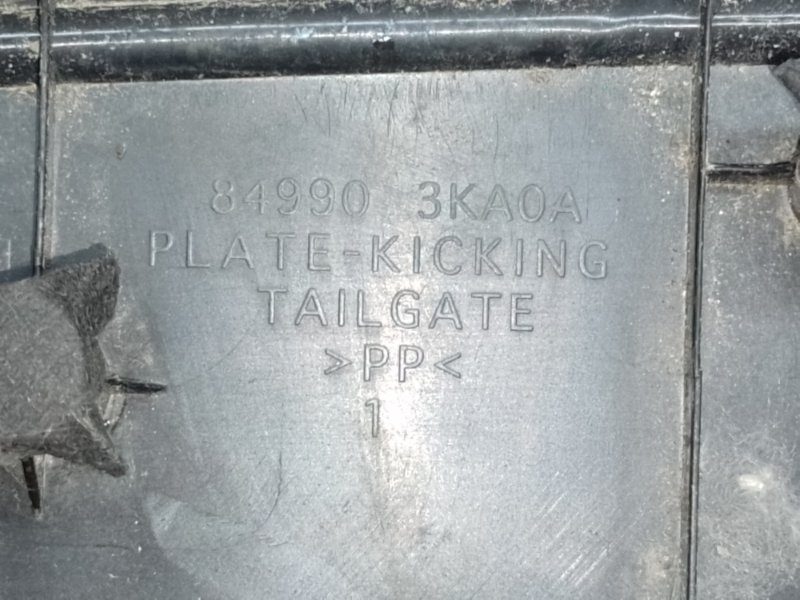 84990 3KA0A
PLATE-KICKING
TAILGATE
>PP<
1